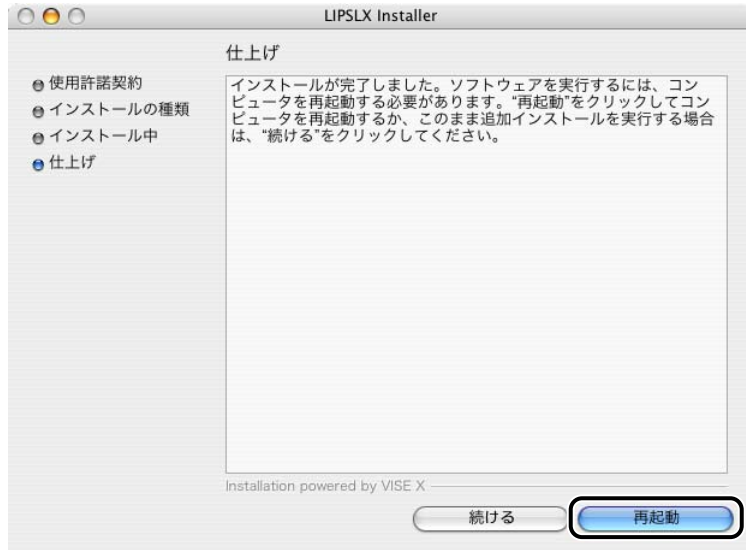 LIPSLX Installer
仕上げ
使用許諾契約
インストールの種類
インストール中
仕上げ
インストールが完了しました。ソフトウェアを実行するには、コン
ピュータを再起動する必要があります。“再起動”をクリックしてコン
ピュータを再起動するか、このまま追加インストールを実行する場合
は、“続ける”をクリックしてください。
Installation powered by VISE X
続ける
再起動